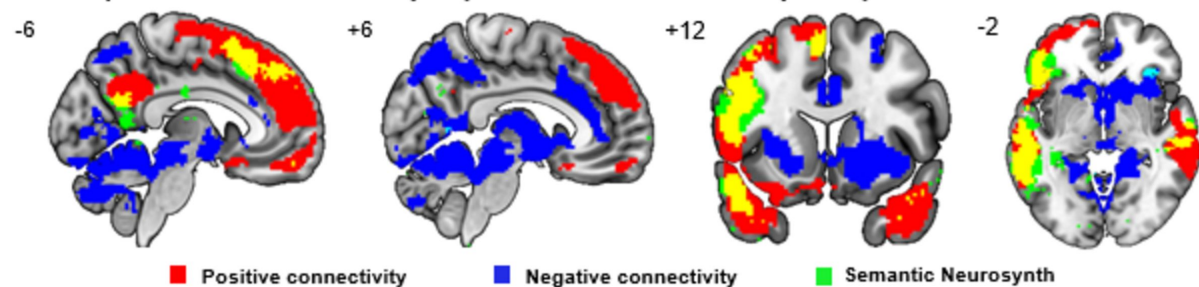 -6
+6
+12
-2
Positive connectivity
Negative connectivity
Semantic Neurosynth